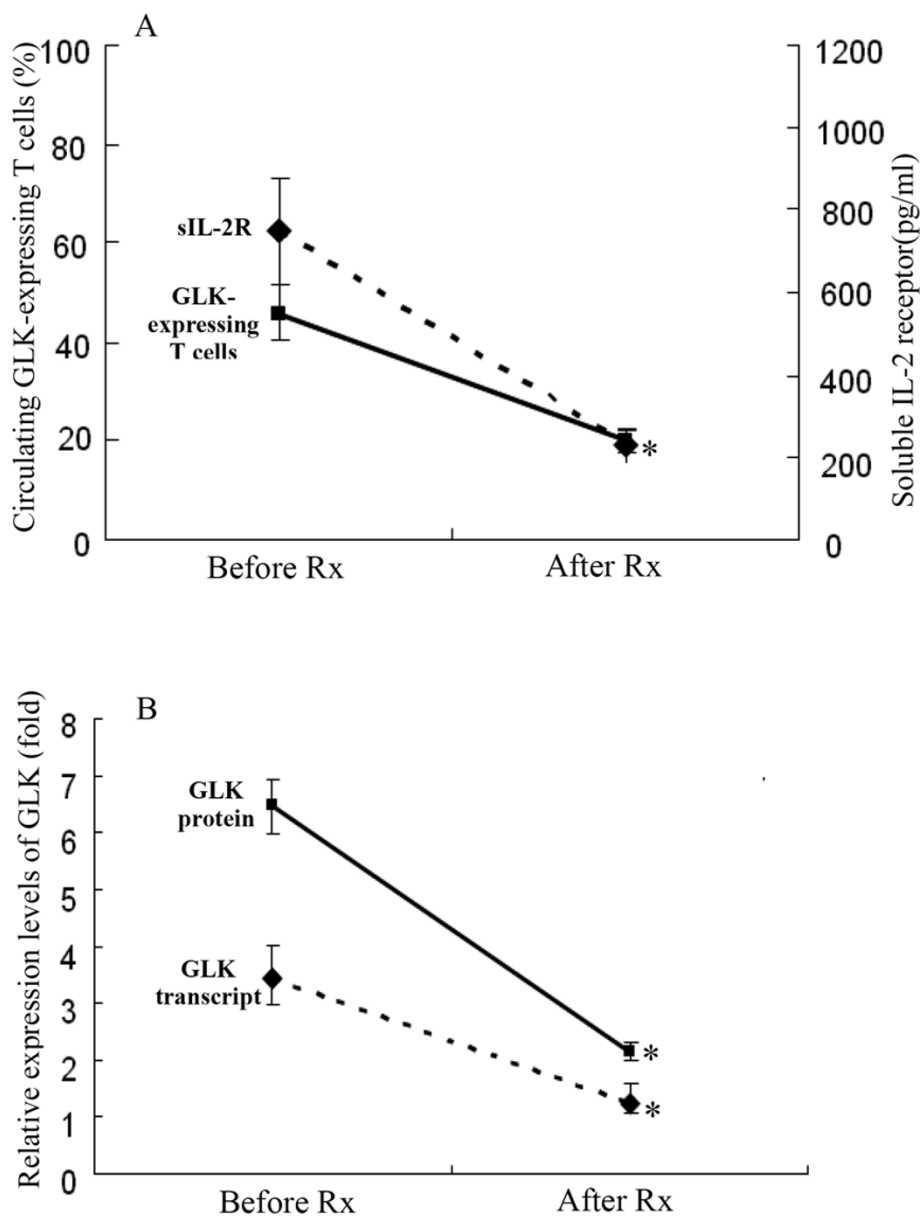 A
Circulating GLK-expressing T cells (%)
100
80
60
40
20
0
sIL-2R
GLK-
expressing
T cells
*
1200
1000
800
600
400
200
0
Soluble IL-2 receptor(pg/ml)
Before Rx
After Rx
B
Relative expression levels of GLK (fold)
8
7
6
5
4
3
2
1
0
GLK
protein
GLK
transcript
*
*
Before Rx
After Rx